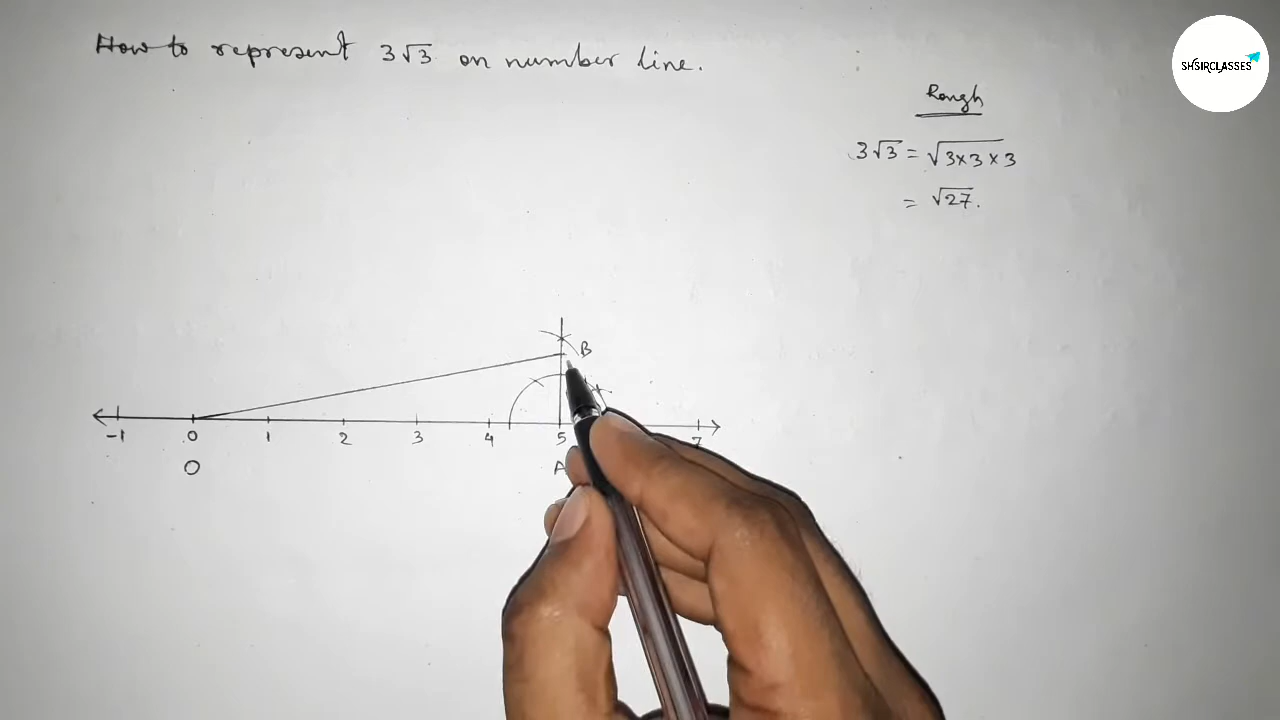 How to represent 3√3 on number line.
SHSIRCLASSES
Rough
3√3 = √3×3×3
= √27.
B
-1 0 1 2 3 4 5 7
O A